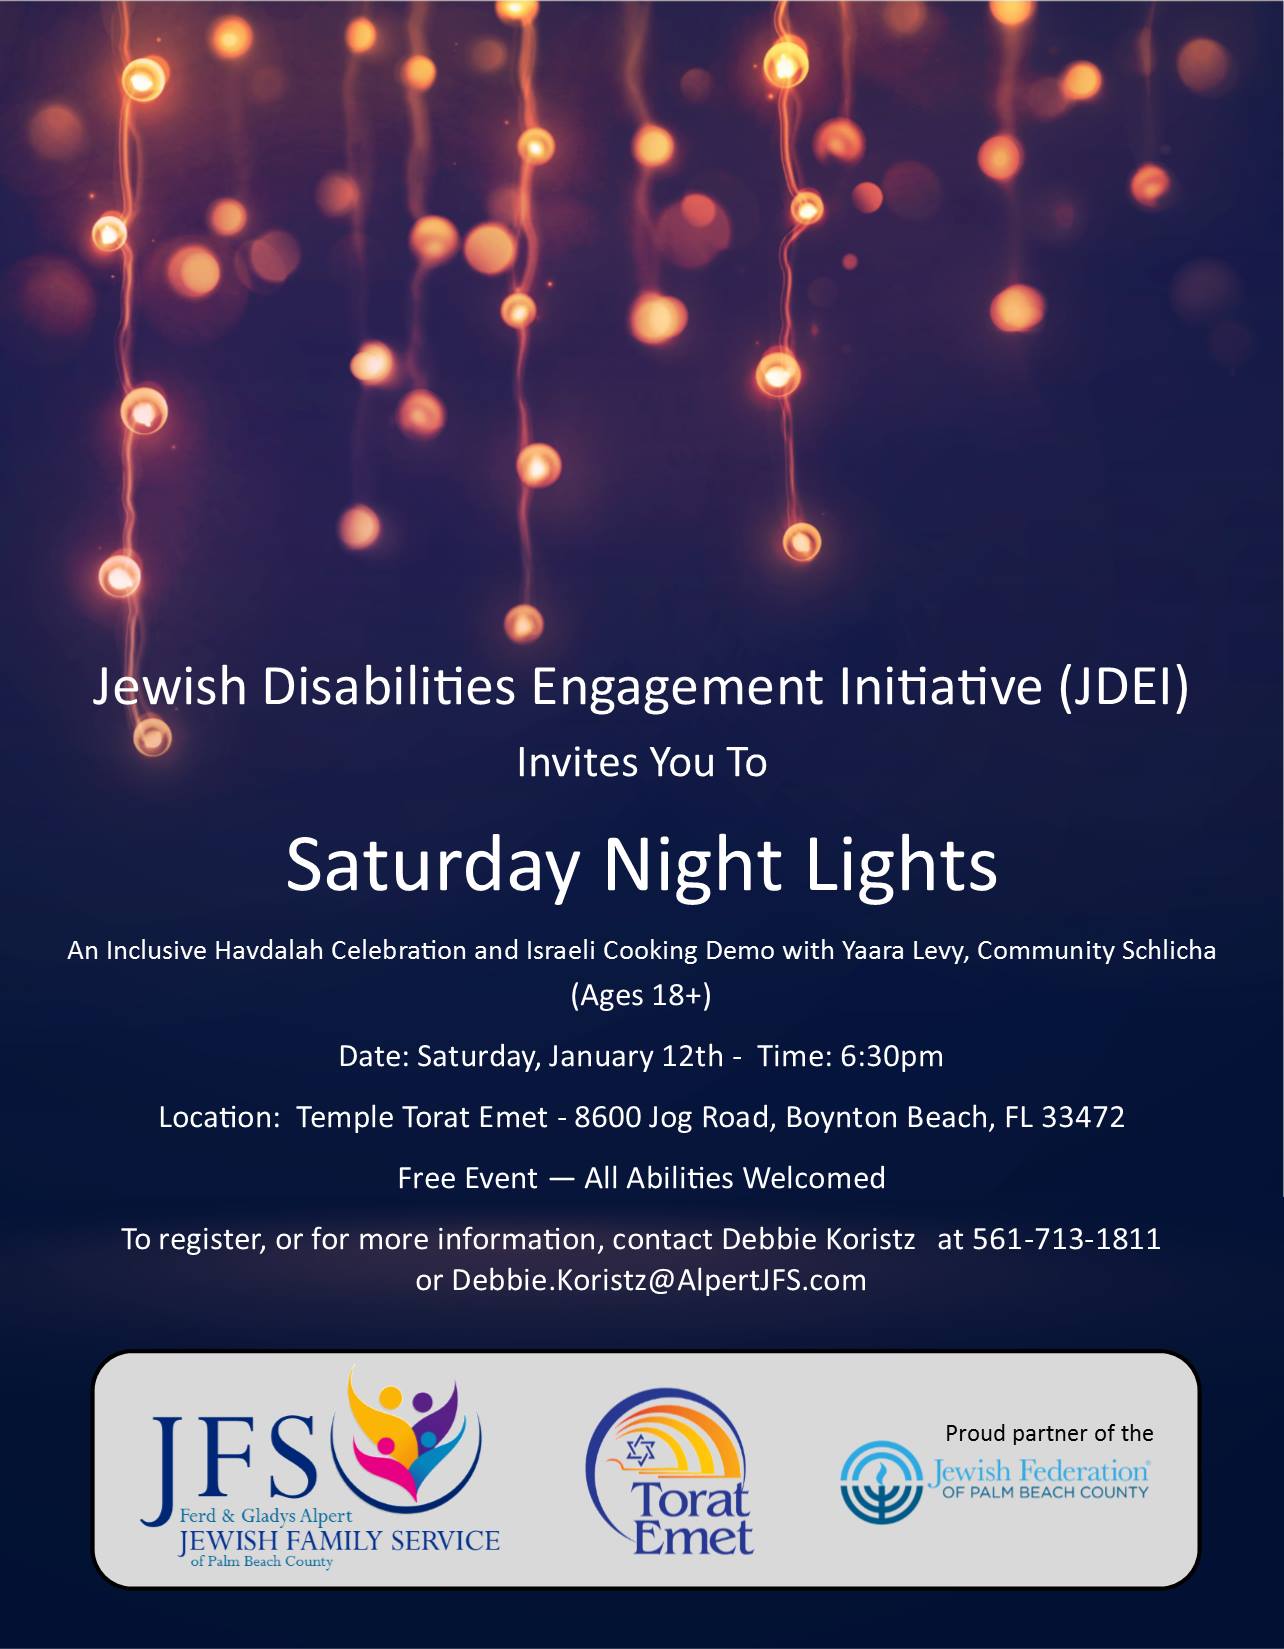 Jewish Disabilities Engagement Initiative (JDEI)
Invites You To
Saturday Night Lights
An Inclusive Havdalah Celebration and Israeli Cooking Demo with Yaara Levy, Community Schlicha
(Ages 18+)
Date: Saturday, January 12th -  Time: 6:30pm
Location:  Temple Torat Emet - 8600 Jog Road, Boynton Beach, FL 33472
Free Event — All Abilities Welcomed
To register, or for more information, contact Debbie Koristz  at 561-713-1811
or Debbie.Koristz@AlpertJFS.com
JFS
Ferd & Gladys Alpert
JEWISH FAMILY SERVICE
of Palm Beach County
Torat
Emet
Proud partner of the
Jewish Federation®
OF PALM BEACH COUNTY